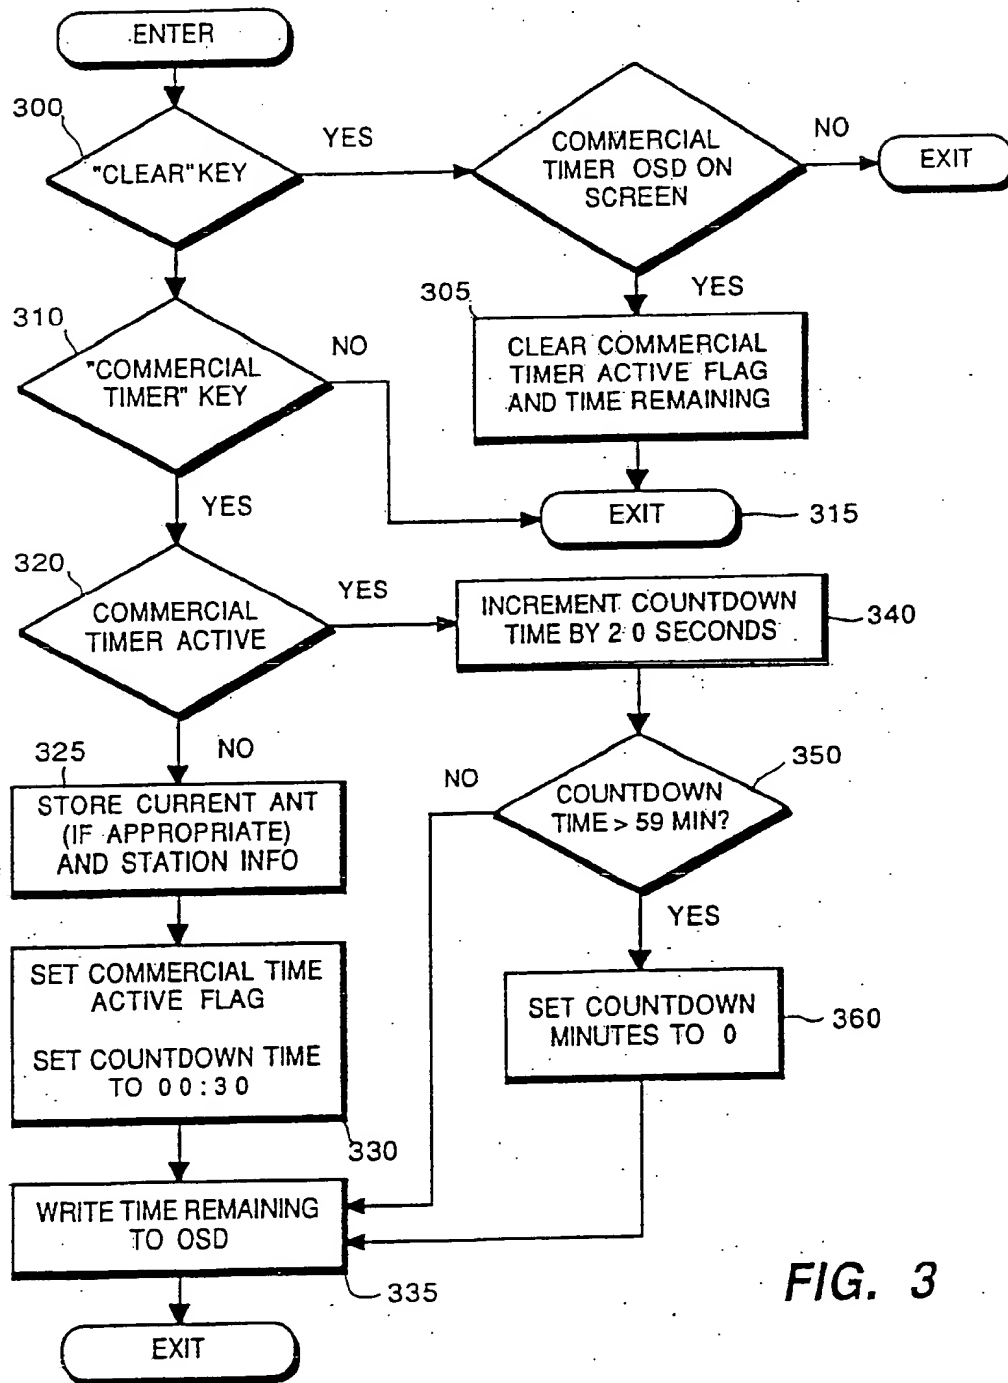 ENTER
300
"CLEAR" KEY
YES
COMMERCIAL
TIMER OSD ON
SCREEN
NO
EXIT
YES
305
CLEAR COMMERCIAL
TIMER ACTIVE FLAG
AND TIME REMAINING
310
"COMMERCIAL
TIMER" KEY
NO
YES
EXIT
315
320
COMMERCIAL
TIMER ACTIVE
YES
INCREMENT COUNTDOWN
TIME BY 20 SECONDS
340
NO
325
STORE CURRENT ANT
(IF APPROPRIATE)
AND STATION INFO
NO
COUNTDOWN
TIME > 59 MIN?
350
YES
SET COMMERCIAL TIME
ACTIVE FLAG
SET COUNTDOWN TIME
TO 00:30
330
SET COUNTDOWN
MINUTES TO 0
360
WRITE TIME REMAINING
TO OSD
335
EXIT
FIG. 3